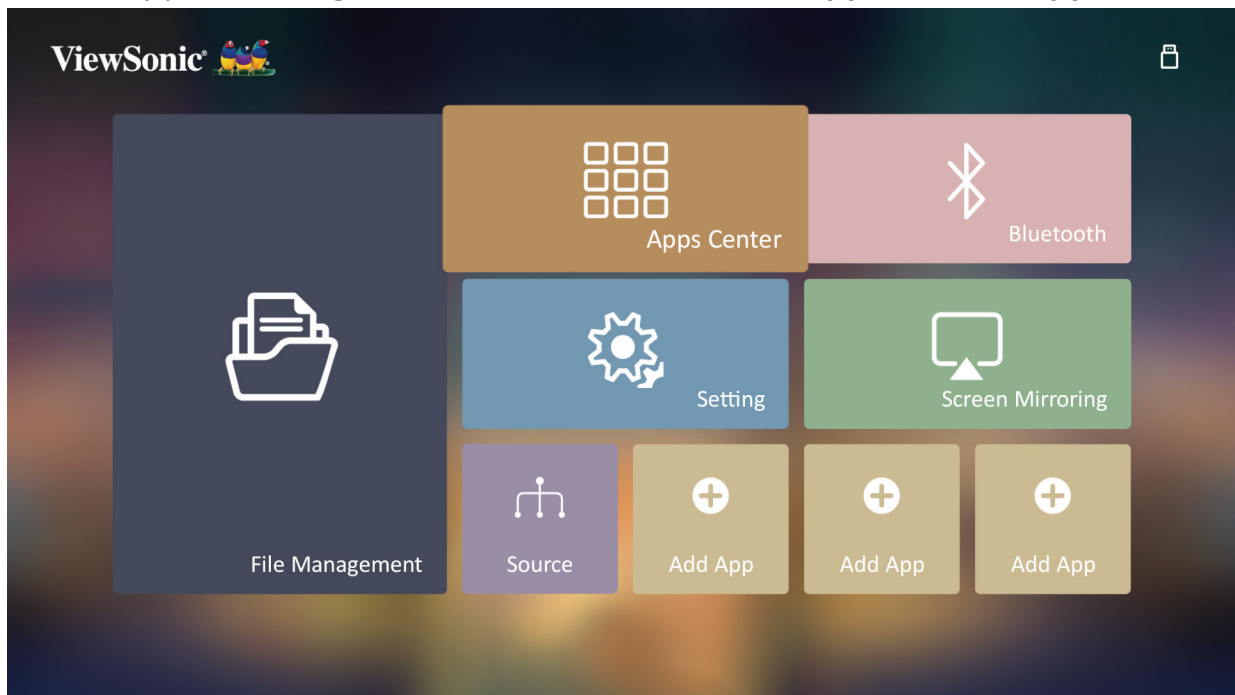 ViewSonic®
Apps Center
Bluetooth
Setting
Screen Mirroring
File Management
Source
Add App
Add App
Add App